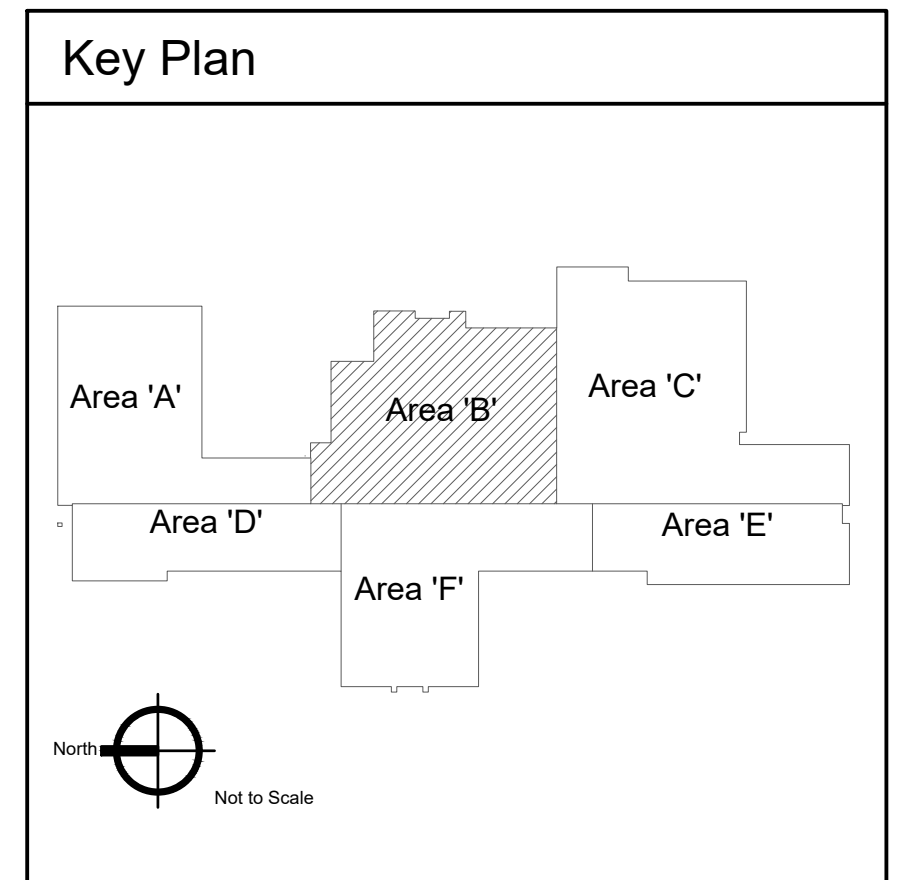 Key Plan
Area 'A'
Area 'B'
Area 'C'
Area 'D'
Area 'E'
Area 'F'
North
Not to Scale